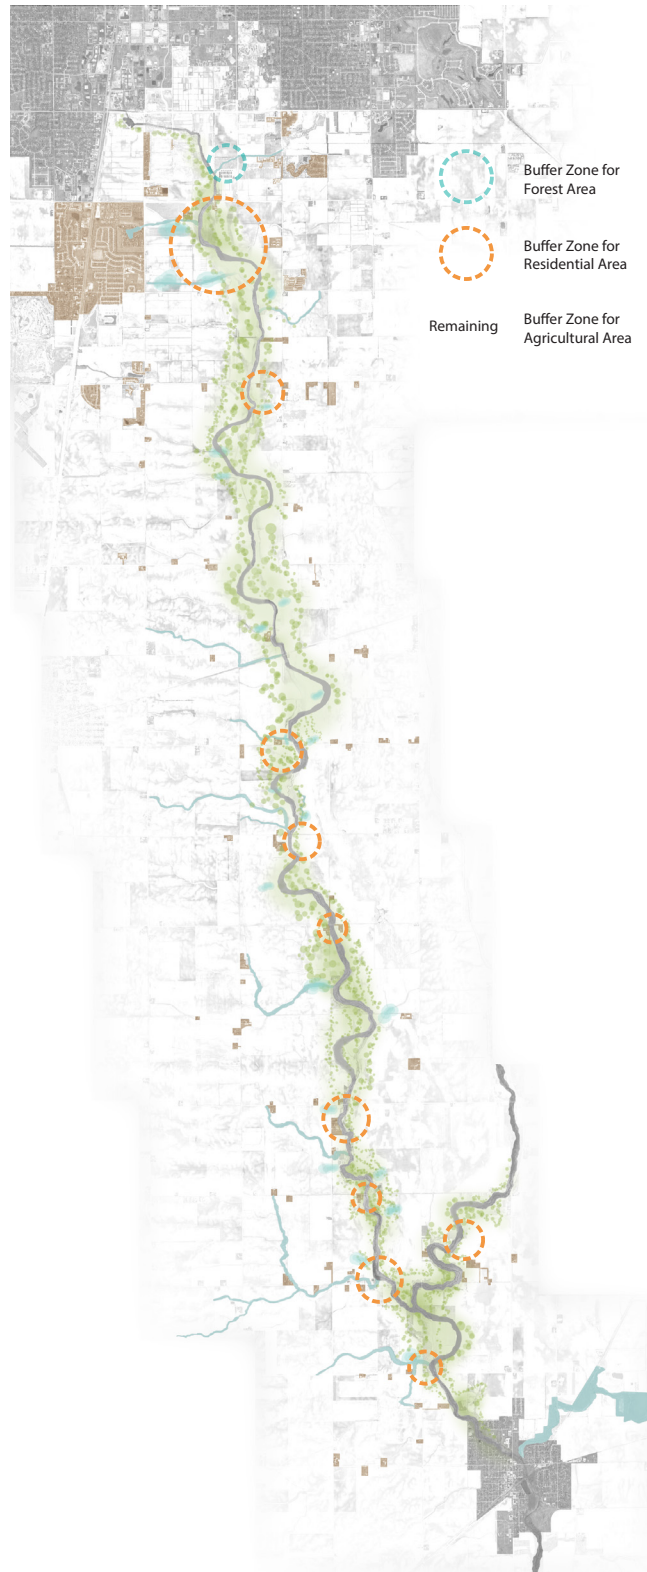 Buffer Zone for
Forest Area
Buffer Zone for
Residential Area
Remaining
Buffer Zone for
Agricultural Area